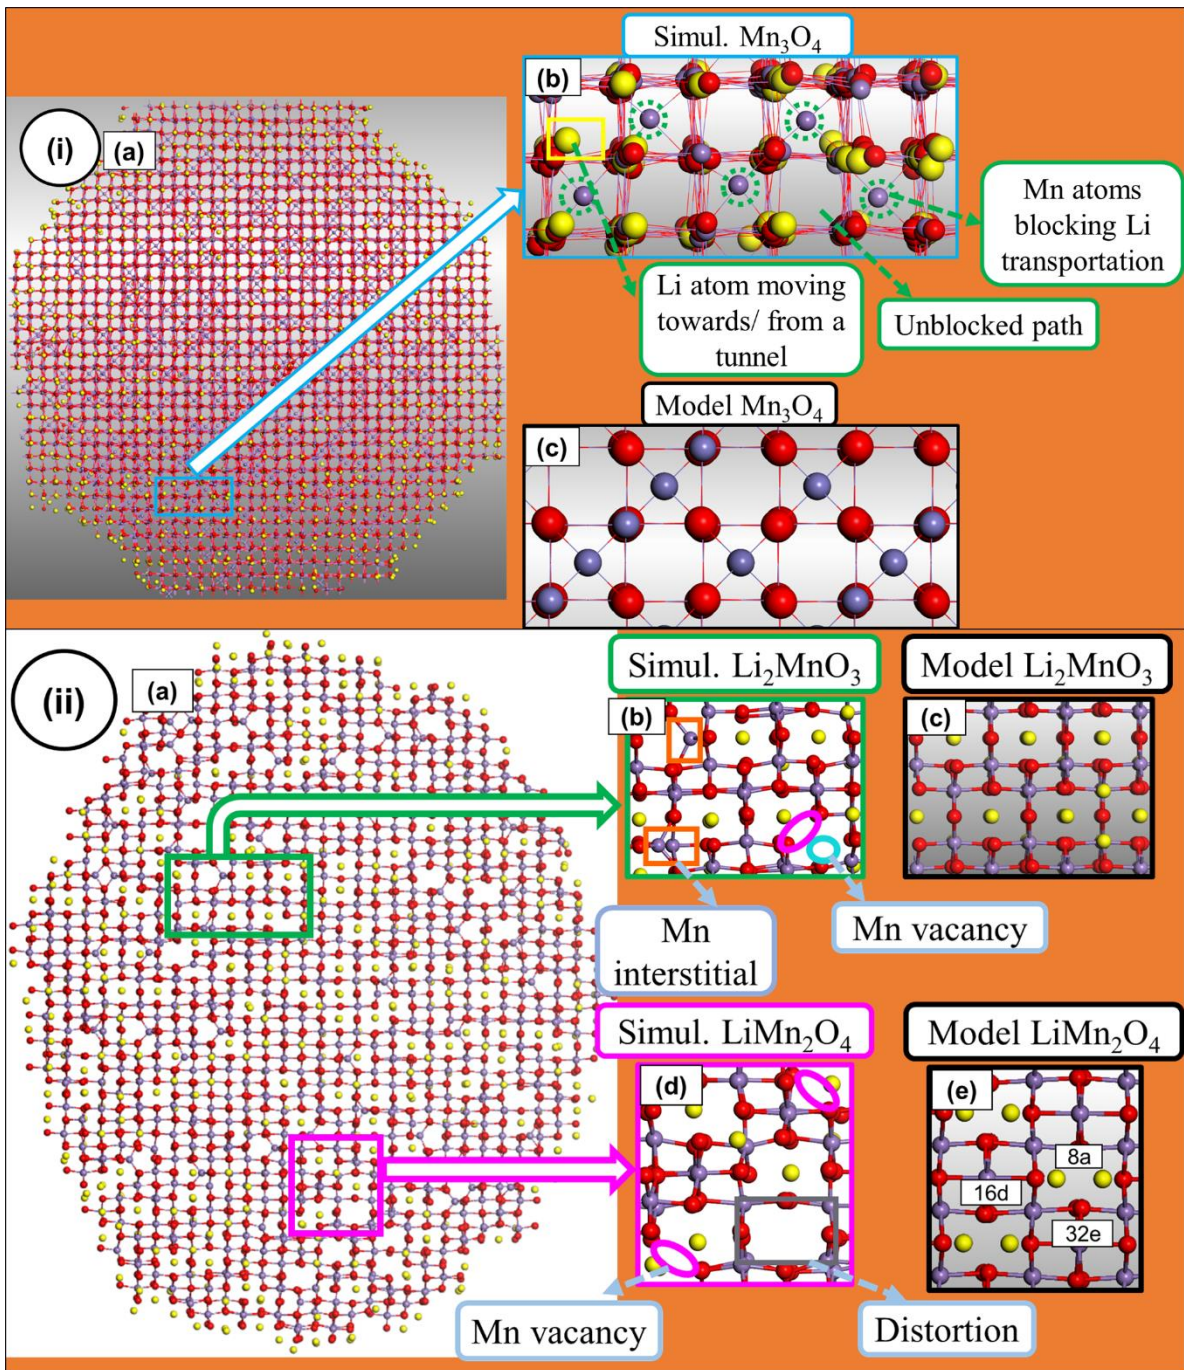 (i)
(a)
Simul. Mn₃O₄
(b)
Mn atoms
blocking Li
transportation
Li atom moving
towards/ from a
tunnel
Unblocked path
Model Mn₃O₄
(c)
(ii)
(a)
Simul. Li₂MnO₃
Model Li₂MnO₃
(b)
(c)
Mn
interstitial
Mn vacancy
Simul. LiMn₂O₄
Model LiMn₂O₄
(d)
(e)
8a
16d
32e
Mn vacancy
Distortion